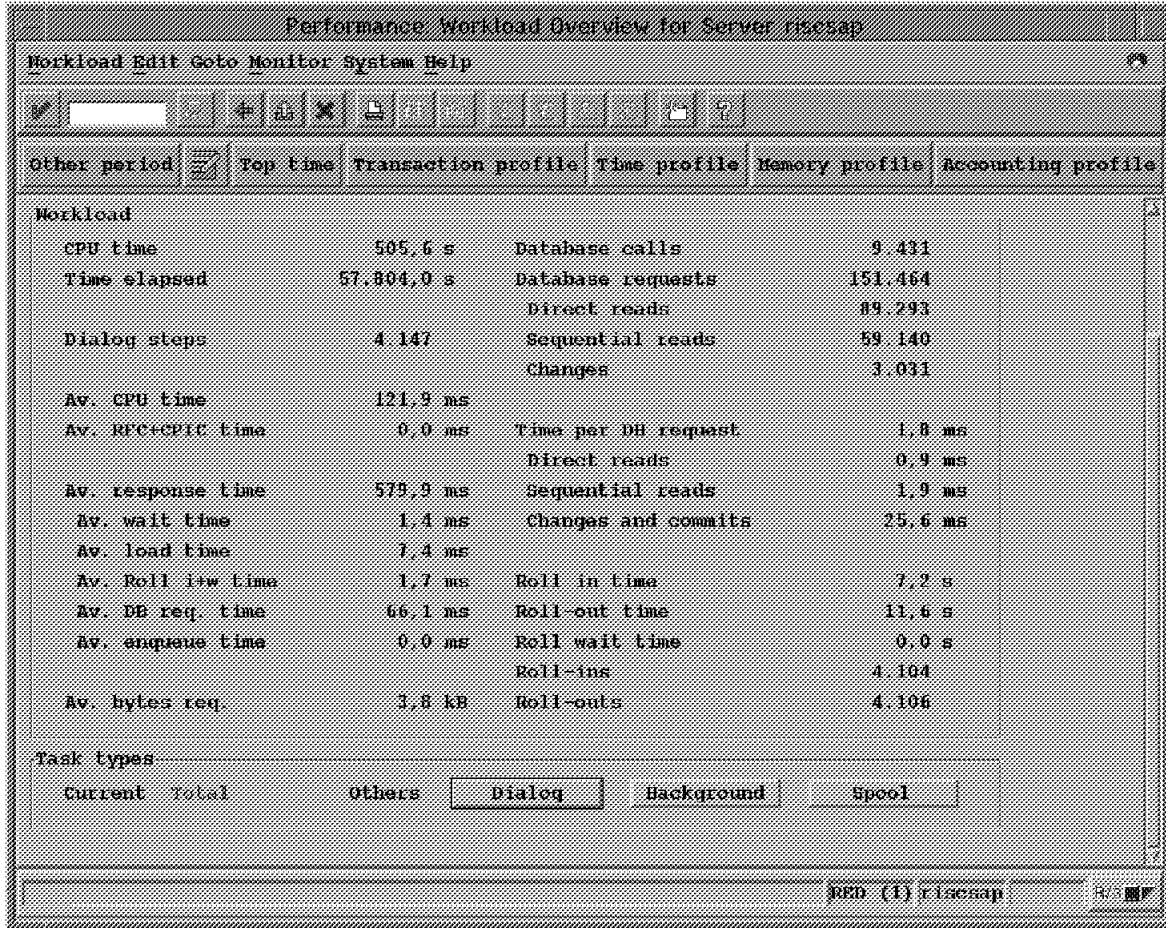 Performance: Workload Overview for Server riscsap
Workload Edit Goto Monitor System Help
Other period Top time Transaction profile Time profile Memory profile Accounting profile
Workload
CPU time 505,6 s Database calls 9.431
Time elapsed 57.804,0 s Database requests 151.464
Direct reads 89.293
Dialog steps 4.147 Sequential reads 59.140
Changes 3.031
Av. CPU time 121,9 ms
Av. RFC+CPIC time 0,0 ms Time per DB request 1,8 ms
Direct reads 0,9 ms
Av. response time 579,9 ms Sequential reads 1,9 ms
Av. wait time 1,4 ms Changes and commits 25,6 ms
Av. load time 7,4 ms
Av. Roll i+w time 1,7 ms Roll in time 7,2 s
Av. DB req. time 66,1 ms Roll-out time 11,6 s
Av. enqueue time 0,0 ms Roll wait time 0,0 s
Roll-ins 4.104
Av. bytes req. 3,8 kB Roll-outs 4.106
Task types
Current Total Others Dialog Background Spool
RED (1) riscsap R/3